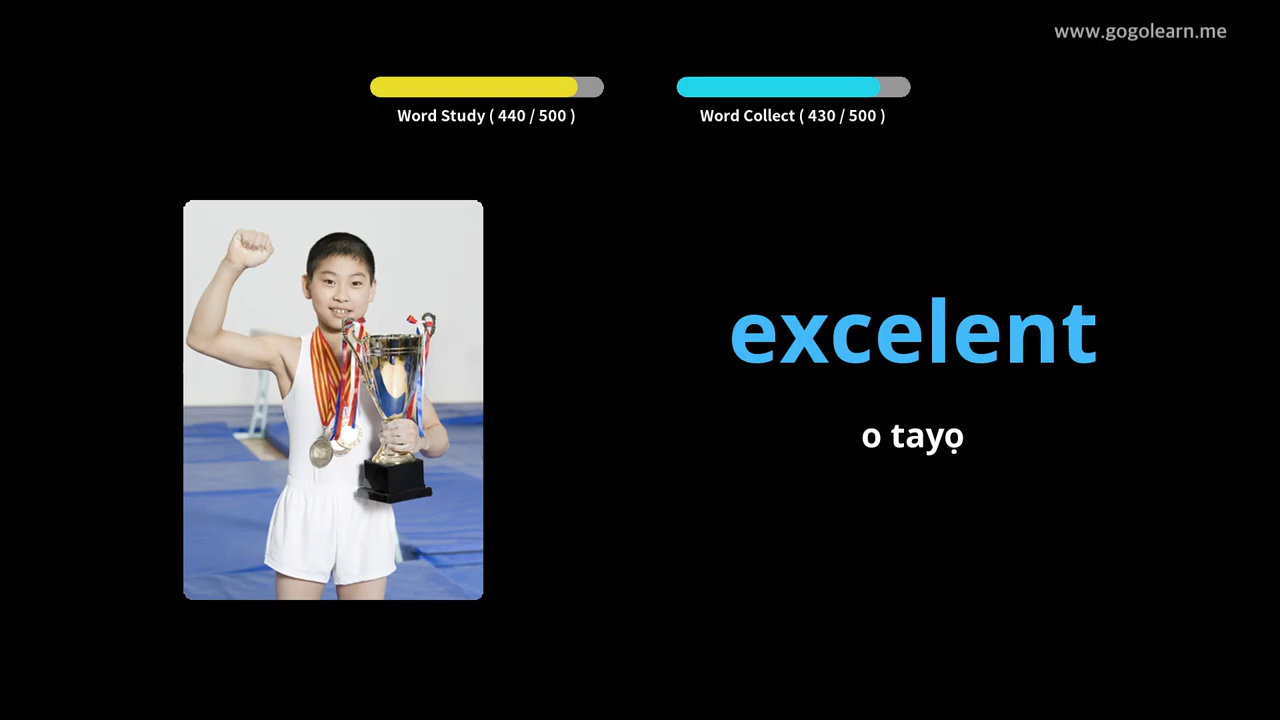 www.gogolearn.me
Word Study ( 440 / 500 )
Word Collect ( 430 / 500 )
excelent
o tayọ